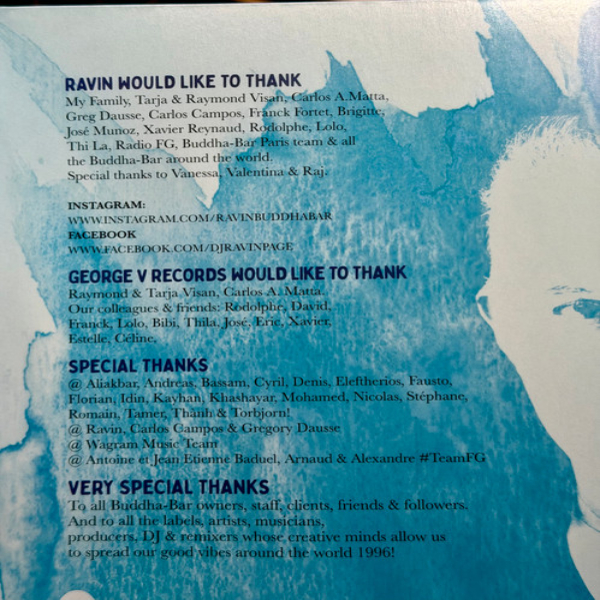 RAVIN WOULD LIKE TO THANK
My Family, Tarja & Raymond Visan, Carlos A.Matta,
Greg Dausse, Carlos Campos, Franck Fortet, Brigitte,
José Munoz, Xavier Reynaud, Rodolphe, Lolo,
Thi La, Radio FG, Buddha-Bar Paris team & all
the Buddha-Bar around the world.
Special thanks to Vanessa, Valentina & Raj.
INSTAGRAM:
WWW.INSTAGRAM.COM/RAVINBUDDHABAR
FACEBOOK
WWW.FACEBOOK.COM/DJRAVINPAGE
GEORGE V RECORDS WOULD LIKE TO THANK
Raymond & Tarja Visan, Carlos A. Matta.
Our colleagues & friends: Rodolphe, David,
Franck, Lolo, Bibi, Thila, José, Eric, Xavier,
Estelle, Céline,
SPECIAL THANKS
@ Aliakbar, Andreas, Bassam, Cyril, Denis, Eleftherios, Fausto,
Florian, Idin, Kayhan, Khashayar, Mohamed, Nicolas, Stéphane,
Romain, Tamer, Thanh & Torbjorn!
@ Ravin, Carlos Campos & Gregory Dausse
@ Wagram Music Team
@ Antoine et Jean Etienne Baduel, Arnaud & Alexandre #TeamFG
VERY SPECIAL THANKS
To all Buddha-Bar owners, staff, clients, friends & followers.
And to all the labels, artists, musicians,
producers, DJ & remixers whose creative minds allow us
to spread our good vibes around the world 1996!